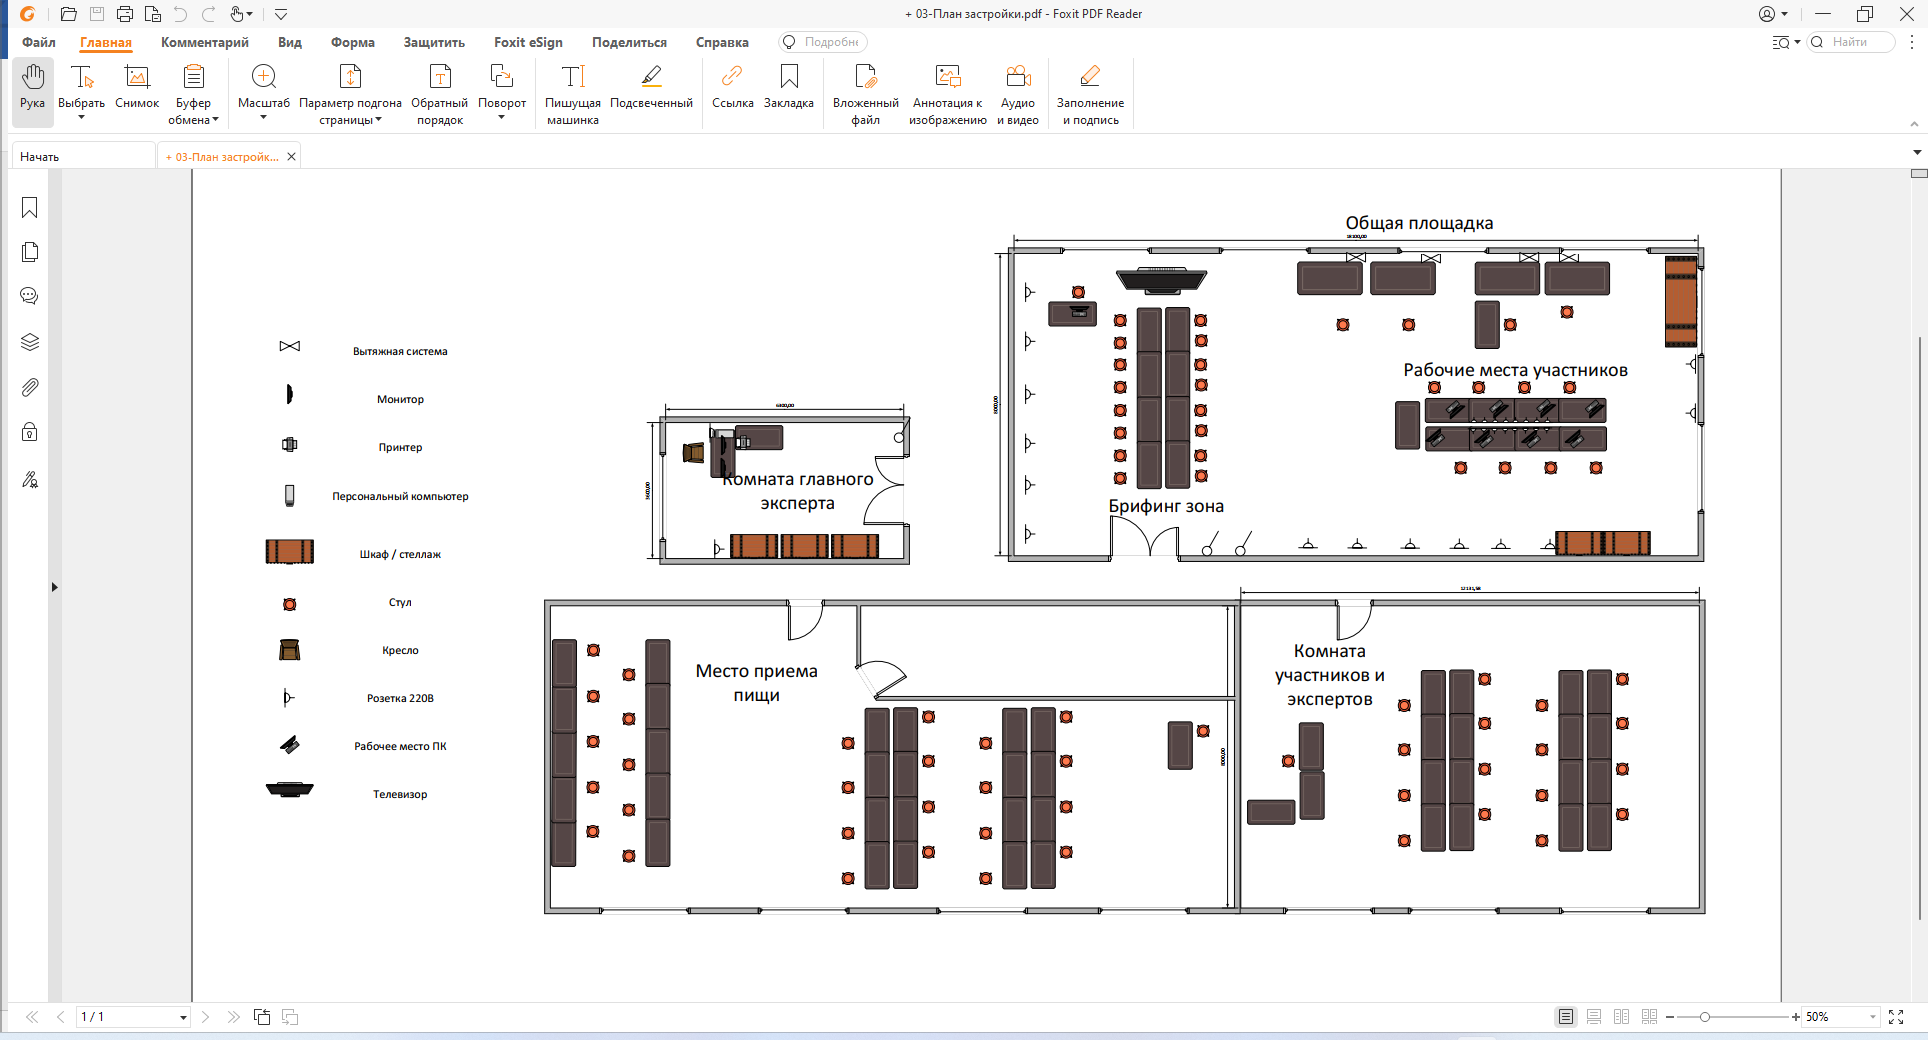 + 03-План застройки.pdf - Foxit PDF Reader
Файл Главная Комментарий Вид Форма Защитить Foxit eSign Поделиться Справка
Найти
Рука
Выбрать
Снимок
Буфер
обмена
Масштаб
Параметр подгона
страницы
Обратный
порядок
Поворот
Пишущая
машинка
Подсвеченный
Ссылка
Закладка
Вложенный
файл
Аннотация к
изображению
Аудио
и видео
Заполнение
и подпись
Начать
+ 03-План застройк...
Вытяжная система
Монитор
Принтер
Персональный компьютер
Шкаф / стеллаж
Стул
Кресло
Розетка 220В
Рабочее место ПК
Телевизор
Комната главного
эксперта
Общая площадка
Рабочие места участников
Брифинг зона
Место приема
пищи
12131,58
8000,00
Комната
участников и
экспертов
1 / 1
50%